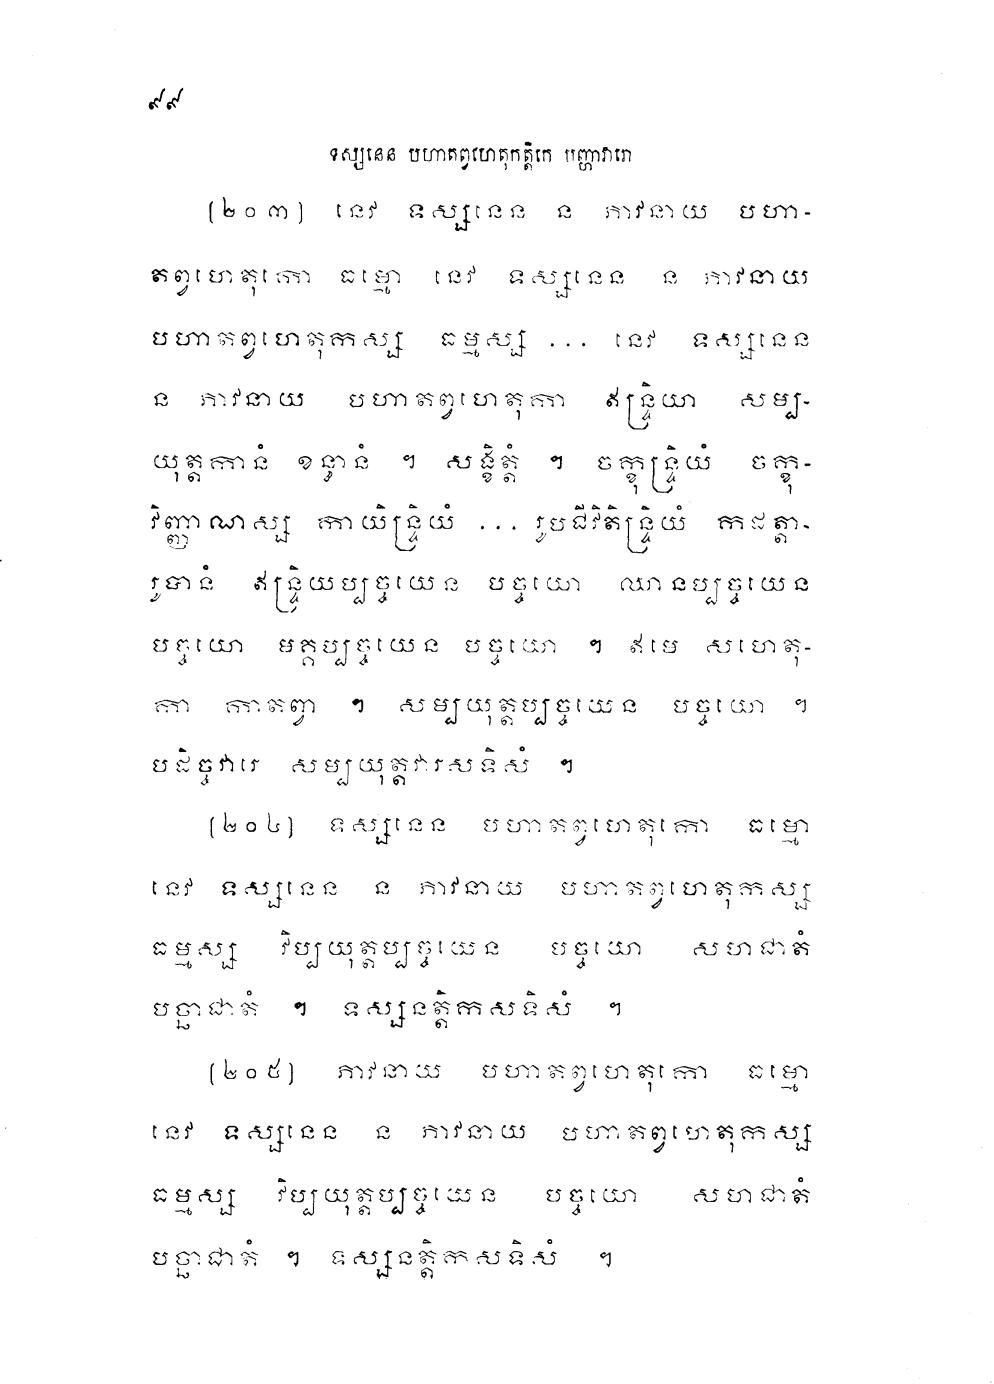 ៩៩
ទស្សនេន បហាតព្វហេតុកត្តិកេ បញ្ហាវារោ
(២០៣) នេវ ទស្សនេន ន ភាវនាយ បហា-
តព្វហេតុកោ ធម្មោ នេវ ទស្សនេន ន ភាវនាយ
បហាតព្វហេតុកស្ស ធម្មស្ស ... នេវ ទស្សនេន
ន ភាវនាយ បហាតព្វហេតុកា ឥន្ទ្រិយា សម្ប-
យុត្តកានំ ខន្ធានំ ។ សង្ខិត្តំ ។ ចក្ខុន្ទ្រិយំ ចក្ខុ-
វិញ្ញាណស្ស កាយិន្ទ្រិយំ ... រូបជីវិតិន្ទ្រិយំ កដត្តា-
រូបានំ ឥន្ទ្រិយប្បច្ចយេន បច្ចយោ ឈានប្បច្ចយេន
បច្ចយោ មគ្គប្បច្ចយេន បច្ចយោ ។ ឥមេ សហេតុ-
កា កាតព្វា ។ សម្បយុត្តប្បច្ចយេន បច្ចយោ ។
បដិច្ចវារេ សម្បយុត្តវារសទិសំ ។
(២០៤) ទស្សនេន បហាតព្វហេតុកោ ធម្មោ
នេវ ទស្សនេន ន ភាវនាយ បហាតព្វហេតុកស្ស
ធម្មស្ស វិប្បយុត្តប្បច្ចយេន បច្ចយោ សហជាតំ
បច្ឆាជាតំ ។ ទស្សនត្តិកសទិសំ ។
(២០៥) ភាវនាយ បហាតព្វហេតុកោ ធម្មោ
នេវ ទស្សនេន ន ភាវនាយ បហាតព្វហេតុកស្ស
ធម្មស្ស វិប្បយុត្តប្បច្ចយេន បច្ចយោ សហជាតំ
បច្ឆាជាតំ ។ ទស្សនត្តិកសទិសំ ។